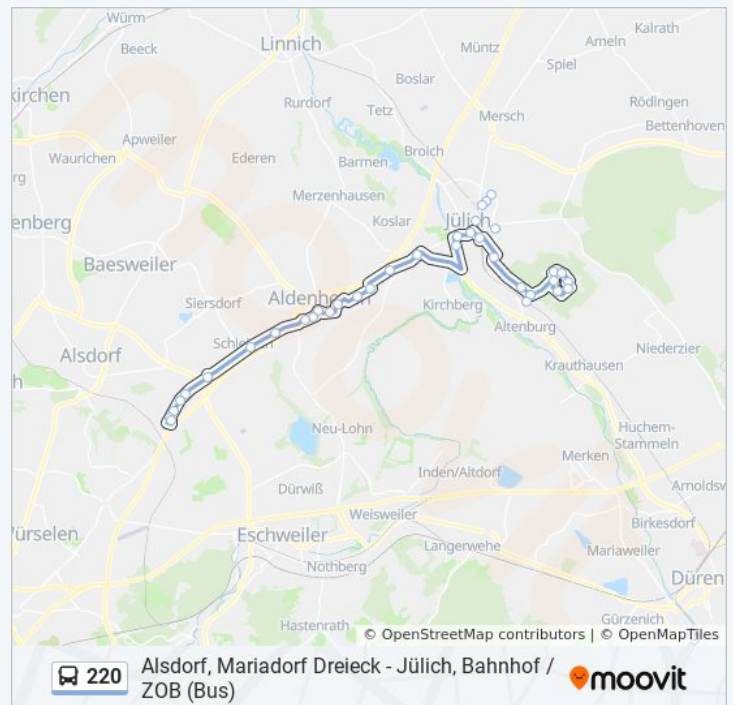 Würm
Beeck
Linnich
Kalrath
Müntz
Ameln
Spiel
Boslar
kirchen
Rurdorf
Tetz
Mersch
Rödingen
Bettenhoven
Apweiler
Waurichen
Ederen
Barmen
Broich
rg
Merzenhausen
enberg
Koslar
Jülich
Baesweiler
Siersdorf
Aldenhoven
Kirchberg
Altenburg
Niederzier
Alsdorf
Krauthausen
ch
Neu-Lohn
Huchem-
Stammeln
Merken
Inden/Altdorf
Dürwiß
Arnoldsw
Weisweiler
Würselen
Eschweiler
Birkesdorf
Langerwehe
Mariaweiler
Nothberg
Düren
Gürzenich
Hastenrath
© OpenStreetMap contributors | © OpenMapTiles
220
Alsdorf, Mariadorf Dreieck - Jülich, Bahnhof /
ZOB (Bus)
moovit